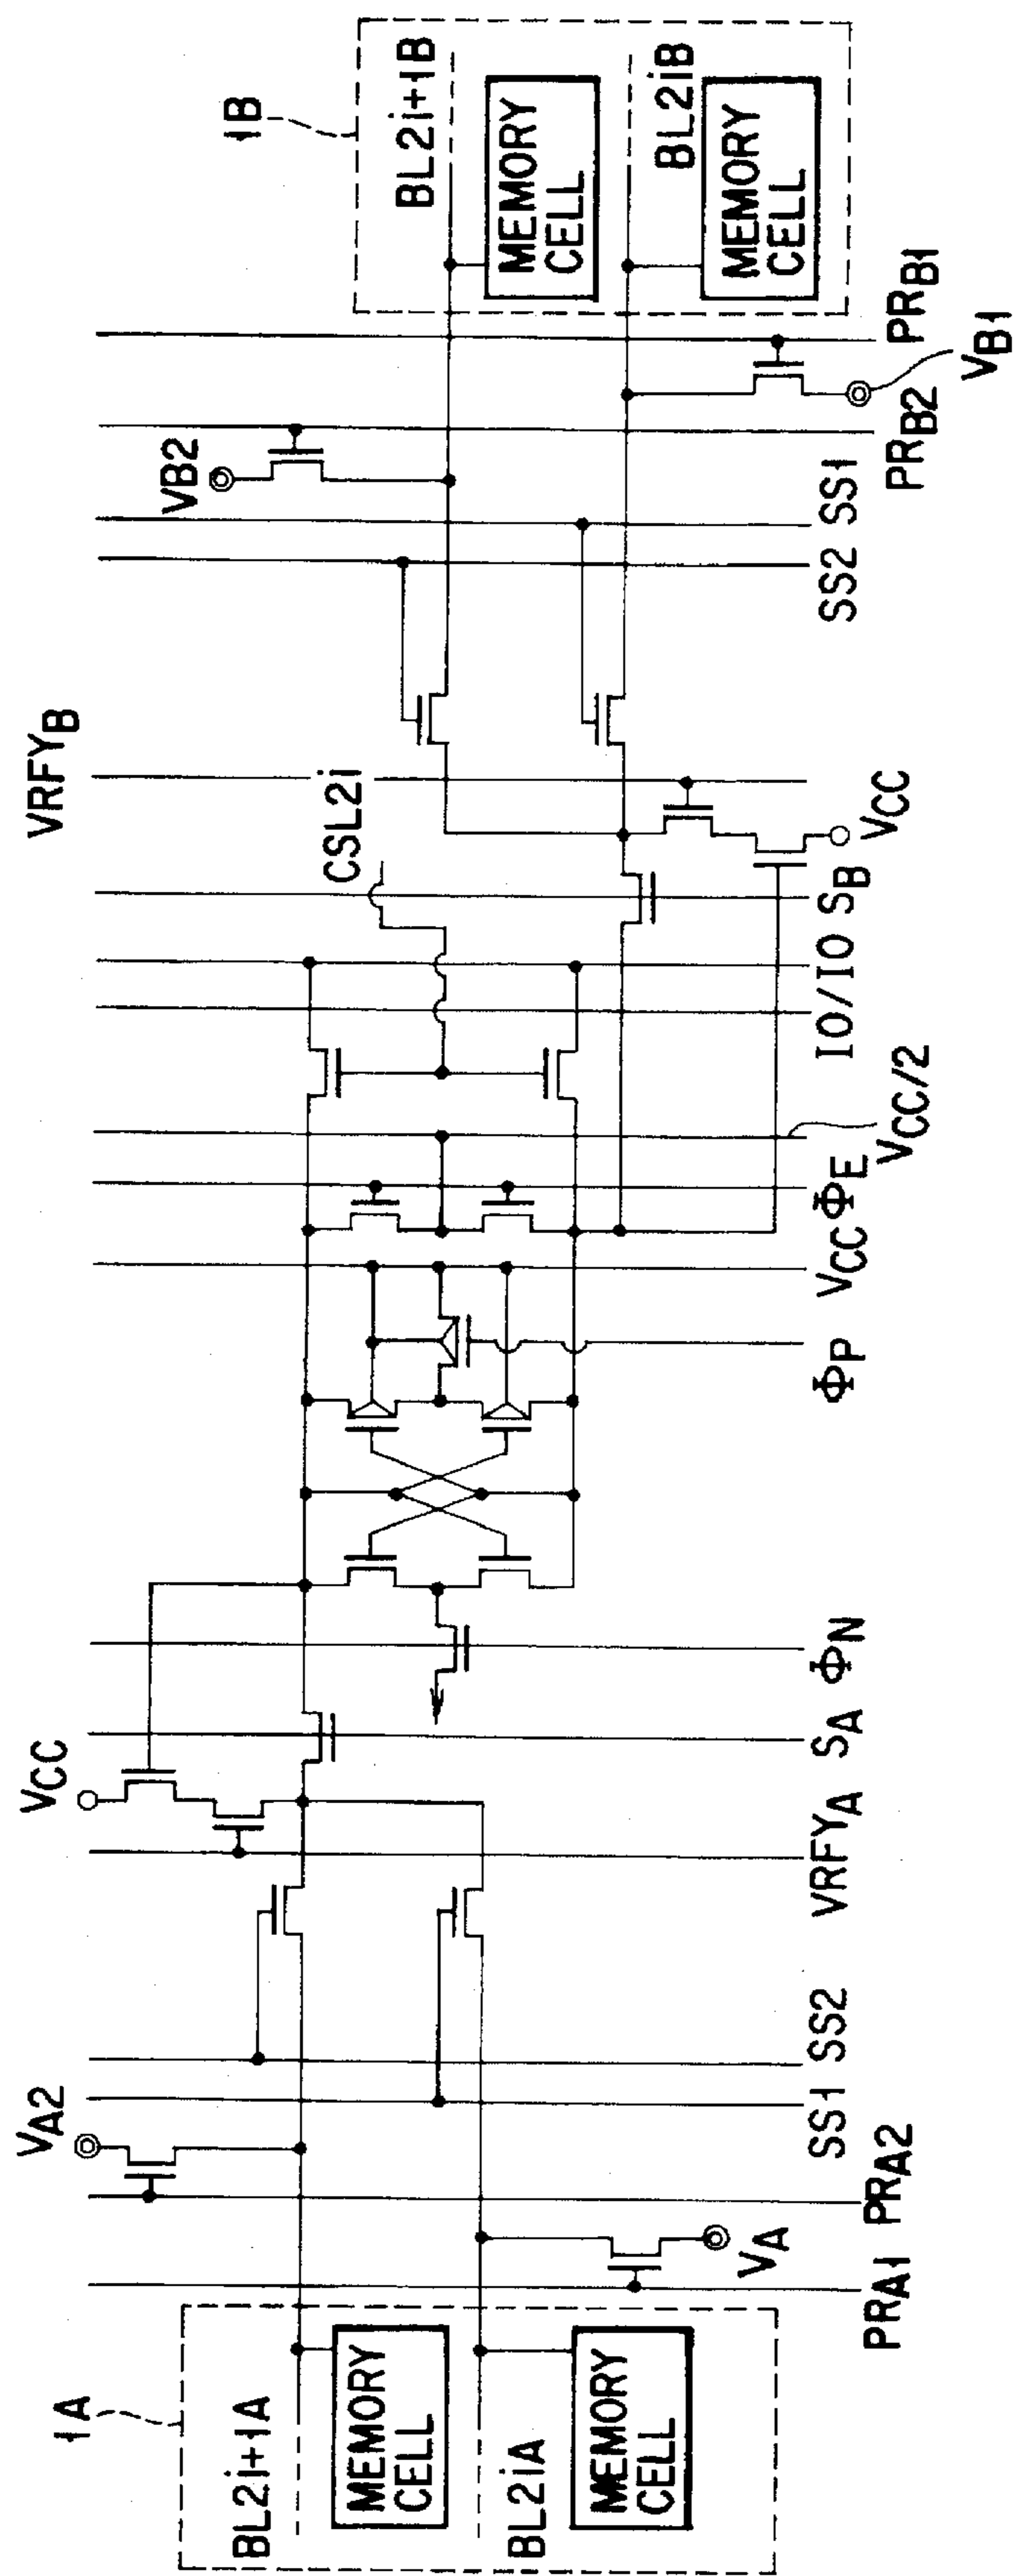 1A
BL2i+1A
MEMORY
CELL
BL2iA
MEMORY
CELL
PRA1
VA
PRA2
VA2
SS1
SS2
VRFYA
VCC
SA
ΦN
ΦP
VCC
ΦE
VCC/2
IO/IO
SB
CSL2i
VRFYB
VCC
SS2
SS1
VB2
PRB2
VB1
PRB1
1B
BL2i+1B
MEMORY
CELL
BL2iB
MEMORY
CELL